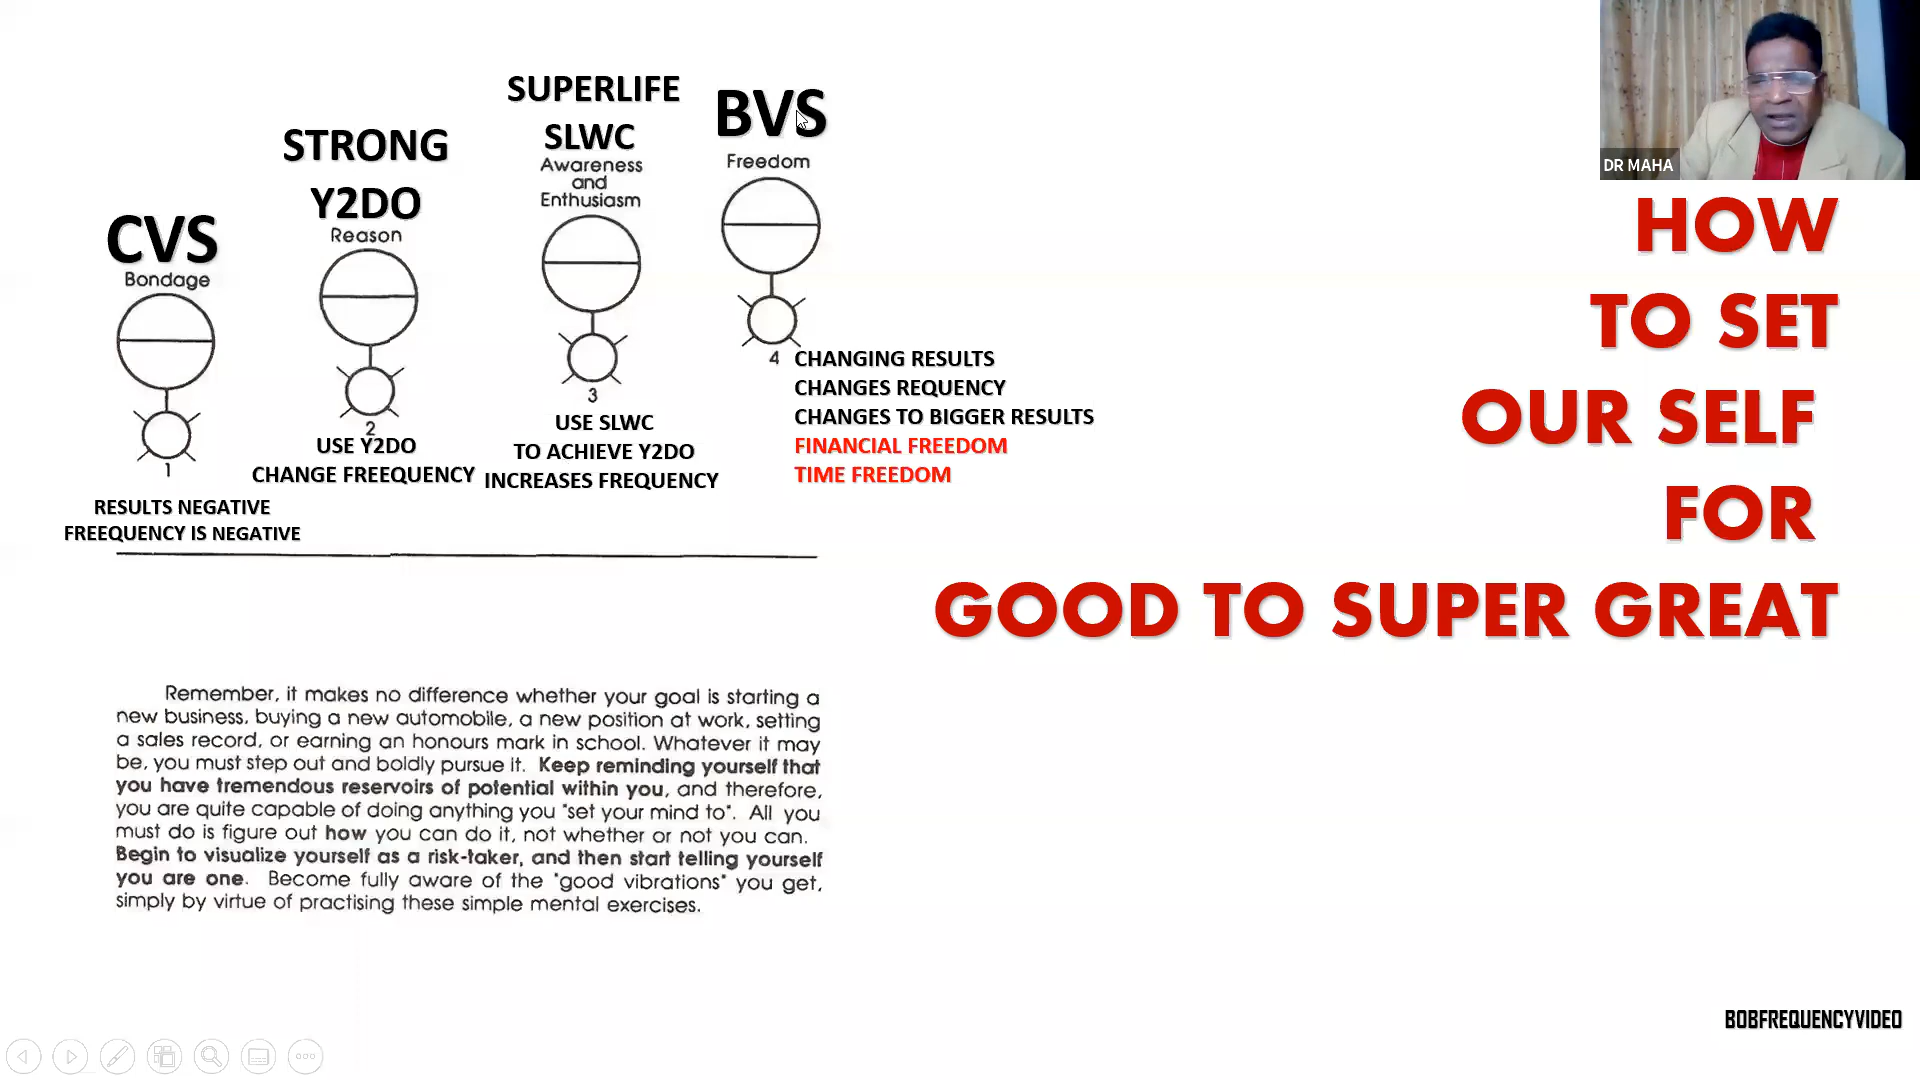 SUPERLIFE
SLWC
Awareness
and
Enthusiasm
BVS
Freedom
STRONG
Y2DO
Reason
CVS
Bondage
1
2
3
4
USE Y2DO
CHANGE FREEQUENCY
USE SLWC
TO ACHIEVE Y2DO
INCREASES FREQUENCY
CHANGING RESULTS
CHANGES REQUENCY
CHANGES TO BIGGER RESULTS
FINANCIAL FREEDOM
TIME FREEDOM
RESULTS NEGATIVE
FREEQUENCY IS NEGATIVE
DR MAHA
HOW
TO SET
OUR SELF
FOR
GOOD TO SUPER GREAT
Remember, it makes no difference whether your goal is starting a
new business, buying a new automobile, a new position at work, setting
a sales record, or earning an honours mark in school. Whatever it may
be, you must step out and boldly pursue it. Keep reminding yourself that
you have tremendous reservoirs of potential within you, and therefore,
you are quite capable of doing anything you "set your mind to". All you
must do is figure out how you can do it, not whether or not you can.
Begin to visualize yourself as a risk-taker, and then start telling yourself
you are one. Become fully aware of the "good vibrations" you get,
simply by virtue of practising these simple mental exercises.
BOBFREQUENCYVIDEO